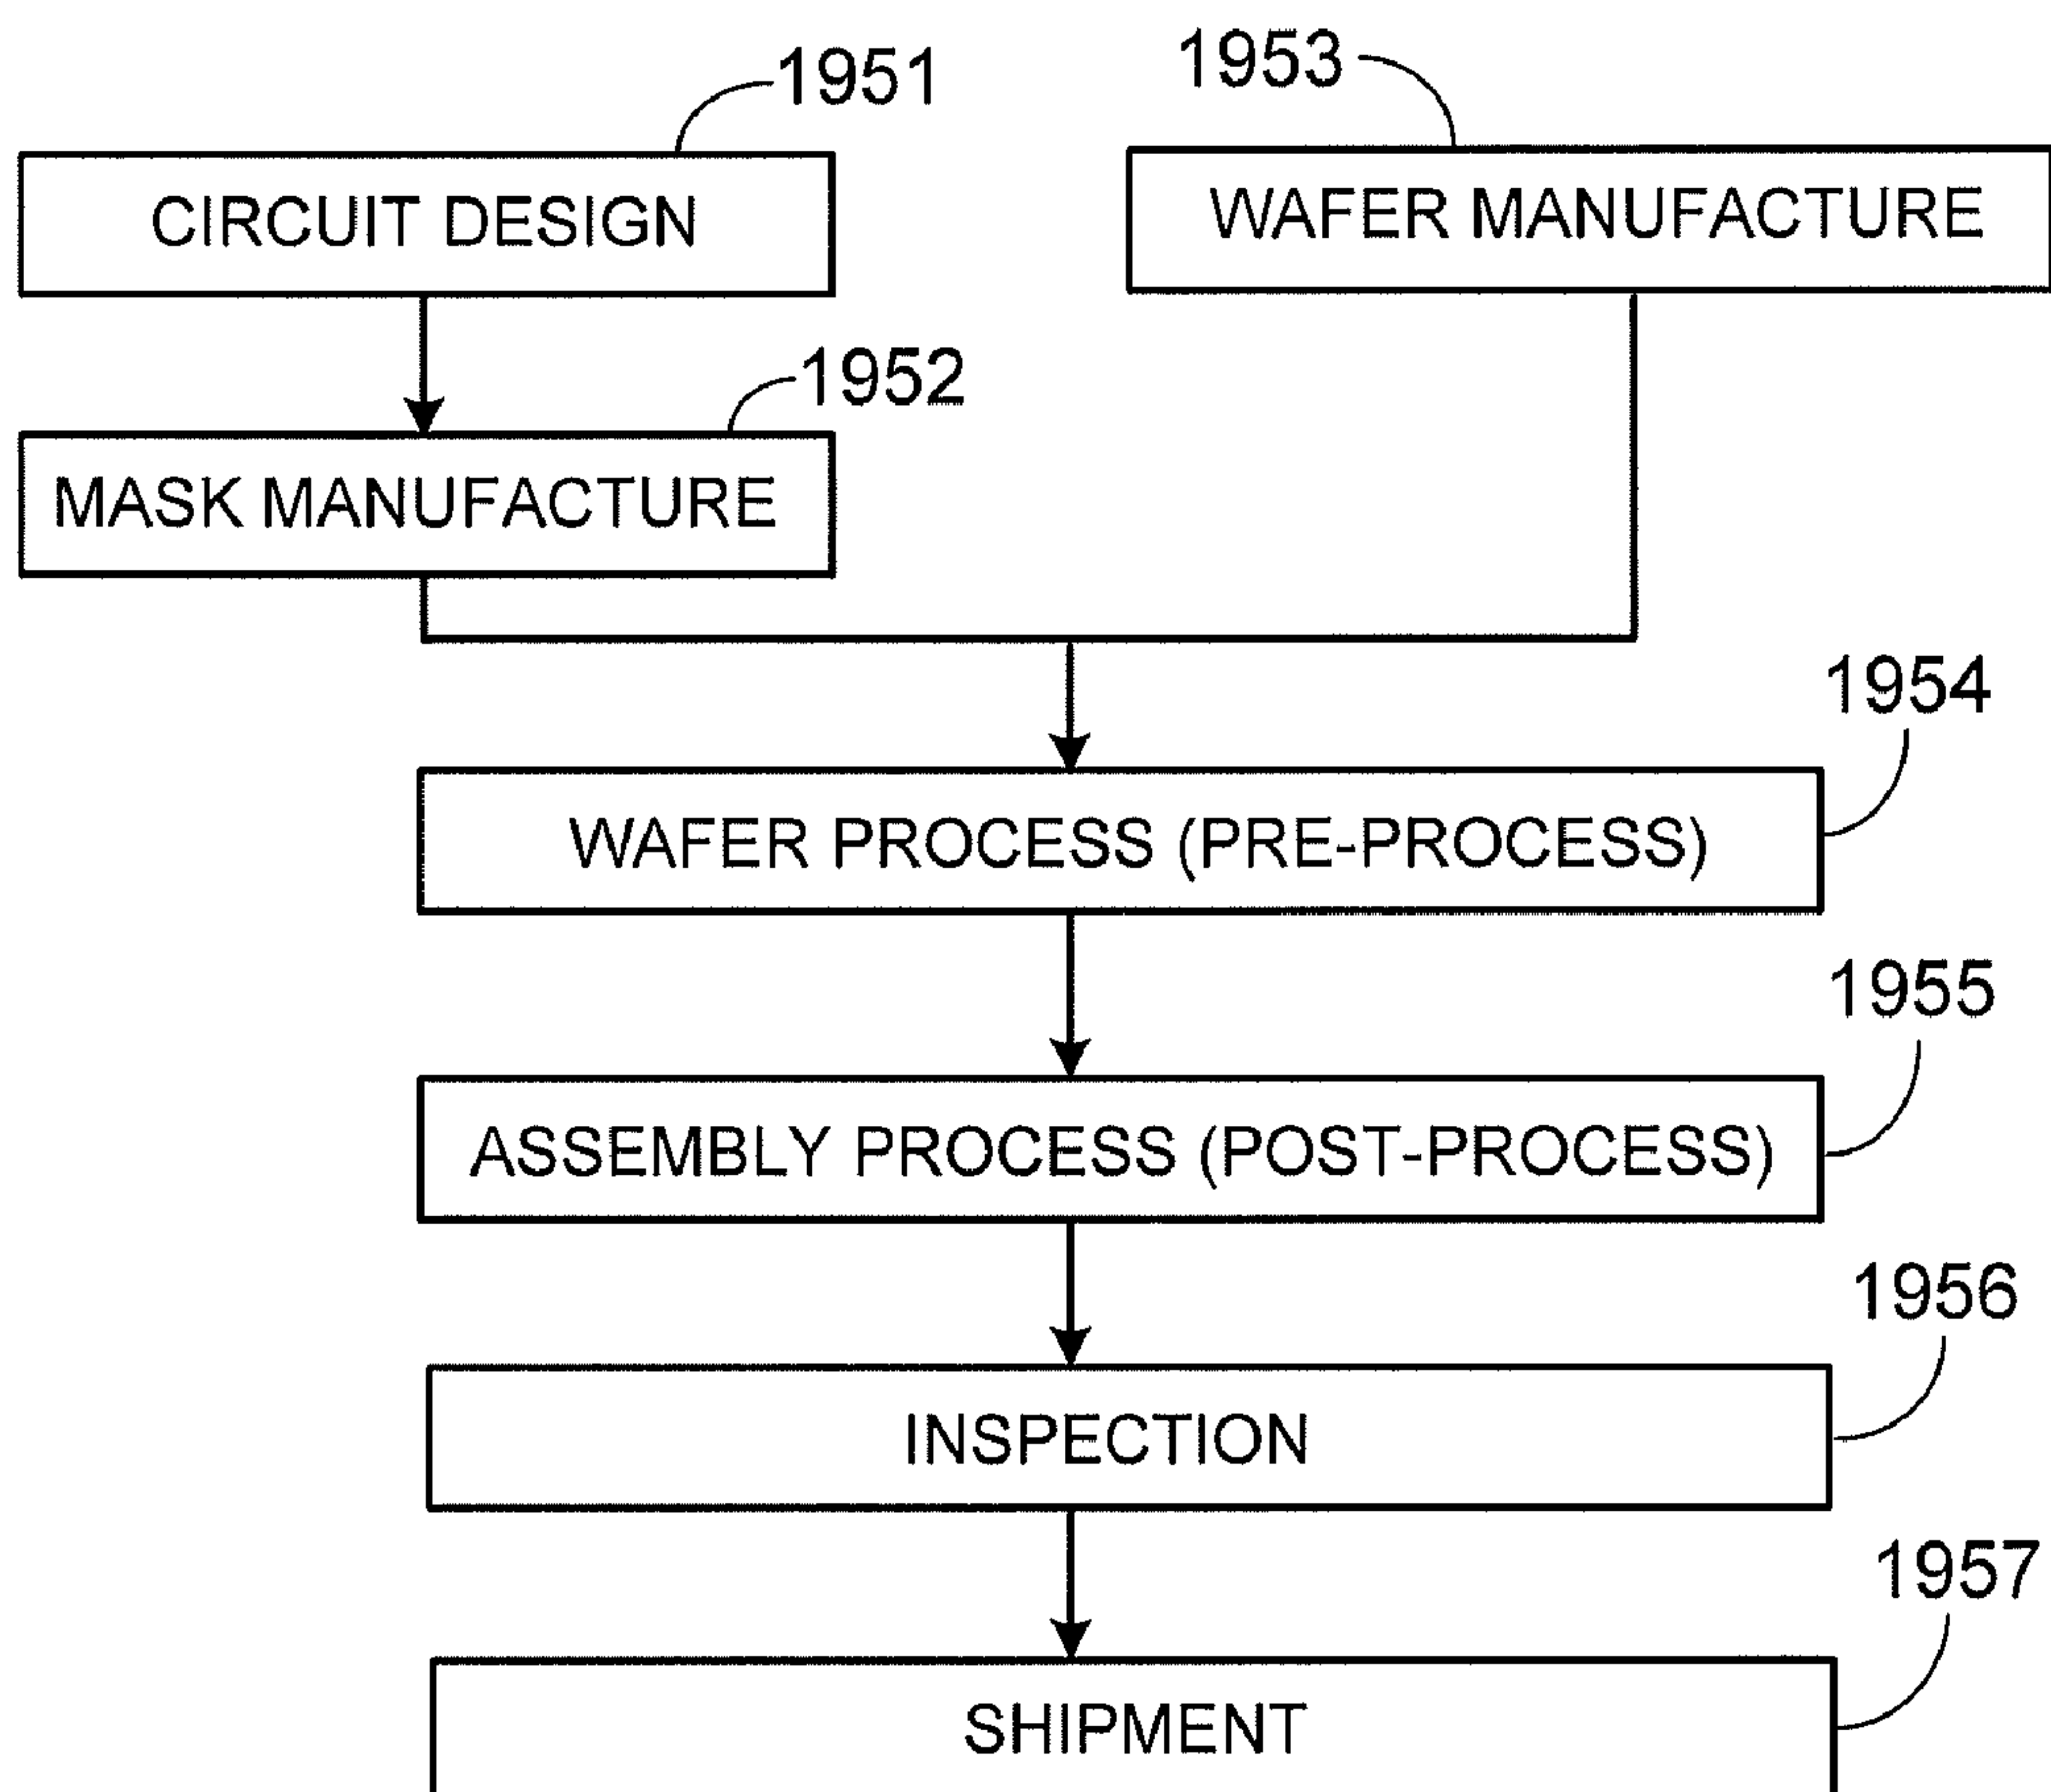 1951
1953
CIRCUIT DESIGN
WAFER MANUFACTURE
1952
MASK MANUFACTURE
1954
WAFER PROCESS (PRE-PROCESS)
1955
ASSEMBLY PROCESS (POST-PROCESS)
1956
INSPECTION
1957
SHIPMENT